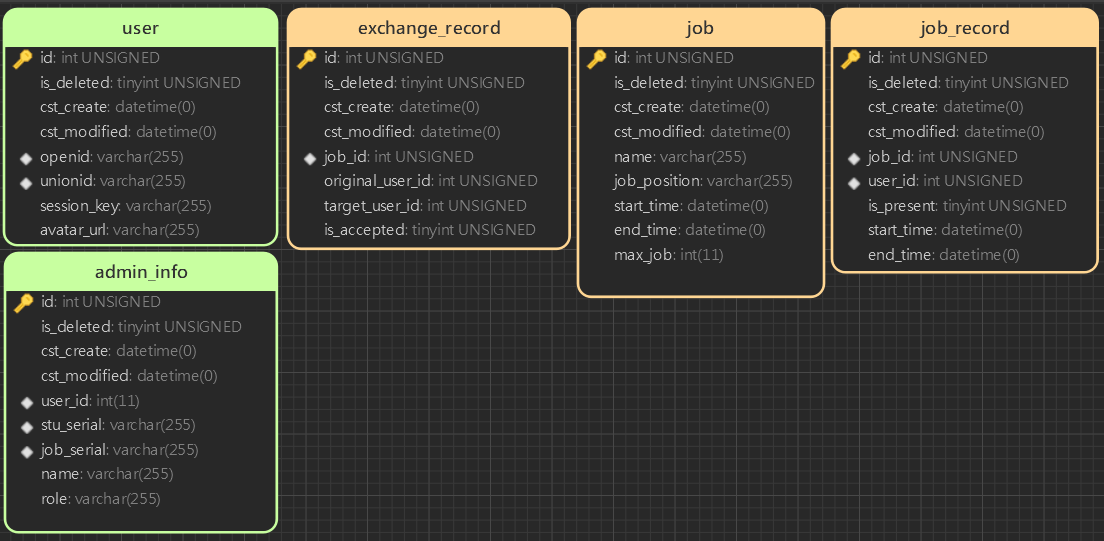 user
id: int UNSIGNED
is_deleted: tinyint UNSIGNED
cst_create: datetime(0)
cst_modified: datetime(0)
openid: varchar(255)
unionid: varchar(255)
session_key: varchar(255)
avatar_url: varchar(255)
exchange_record
id: int UNSIGNED
is_deleted: tinyint UNSIGNED
cst_create: datetime(0)
cst_modified: datetime(0)
job_id: int UNSIGNED
original_user_id: int UNSIGNED
target_user_id: int UNSIGNED
is_accepted: tinyint UNSIGNED
job
id: int UNSIGNED
is_deleted: tinyint UNSIGNED
cst_create: datetime(0)
cst_modified: datetime(0)
name: varchar(255)
job_position: varchar(255)
start_time: datetime(0)
end_time: datetime(0)
max_job: int(11)
job_record
id: int UNSIGNED
is_deleted: tinyint UNSIGNED
cst_create: datetime(0)
cst_modified: datetime(0)
job_id: int UNSIGNED
user_id: int UNSIGNED
is_present: tinyint UNSIGNED
start_time: datetime(0)
end_time: datetime(0)
admin_info
id: int UNSIGNED
is_deleted: tinyint UNSIGNED
cst_create: datetime(0)
cst_modified: datetime(0)
user_id: int(11)
stu_serial: varchar(255)
job_serial: varchar(255)
name: varchar(255)
role: varchar(255)